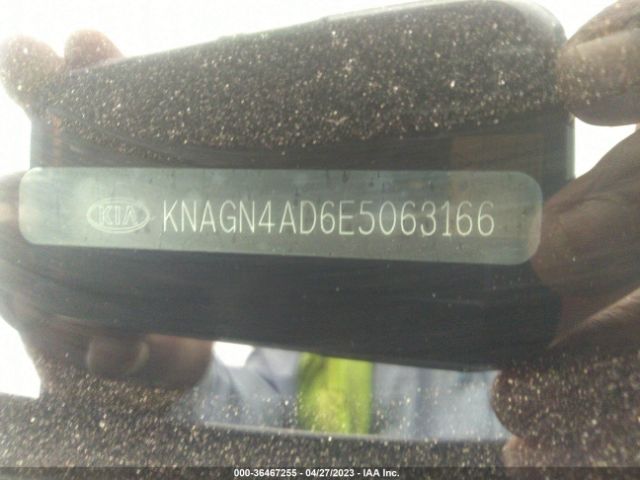 KIA KNAGN4AD6E5063166
000-36467255 - 04/27/2023 - IAA Inc.